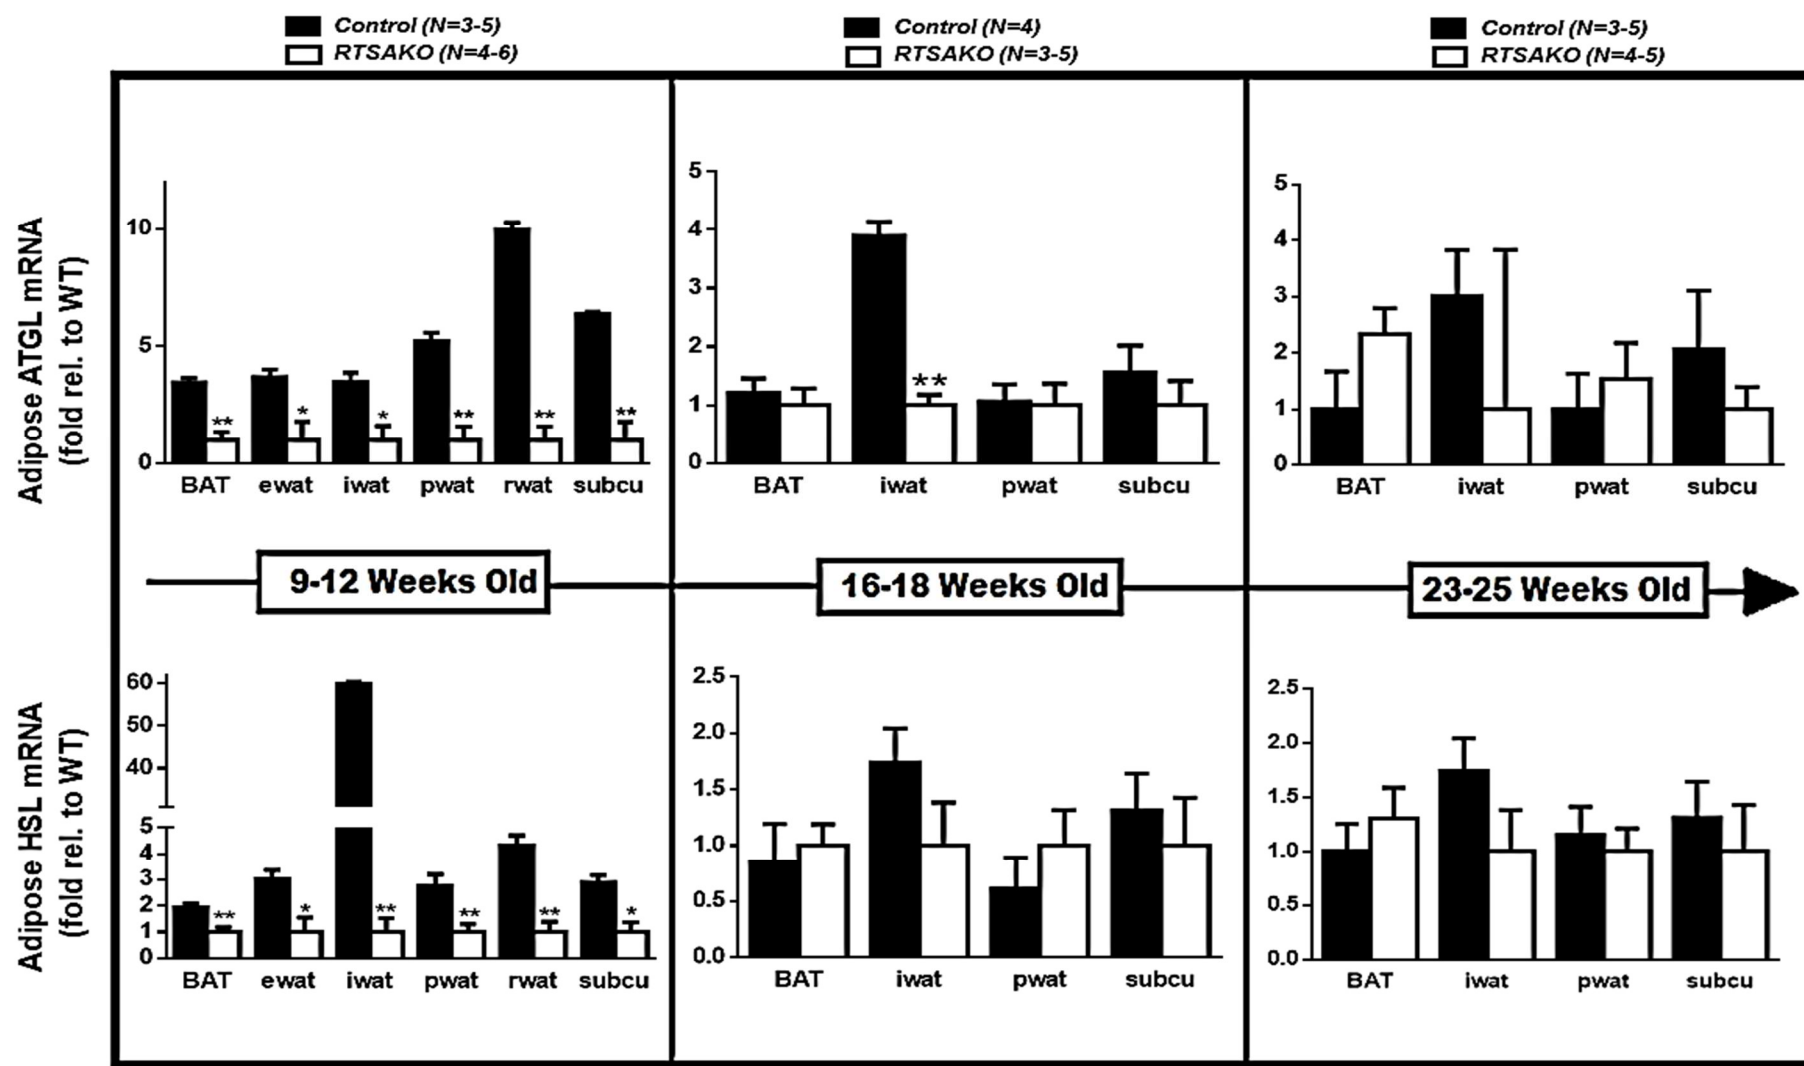 Control (N=3-5)
RTSAKO (N=4-6)
Control (N=4)
RTSAKO (N=3-5)
Control (N=3-5)
RTSAKO (N=4-5)
Adipose ATGL mRNA
(fold rel. to WT)
10
5
0
** * * ** ** **
BAT ewat iwat pwat rwat subcu
5
4
3
2
1
0
**
BAT iwat pwat subcu
5
4
3
2
1
0
BAT iwat pwat subcu
9-12 Weeks Old
16-18 Weeks Old
23-25 Weeks Old
Adipose HSL mRNA
(fold rel. to WT)
60
50
40
5
4
3
2
1
0
** * ** ** ** *
BAT ewat iwat pwat rwat subcu
2.5
2.0
1.5
1.0
0.5
0.0
BAT iwat pwat subcu
2.5
2.0
1.5
1.0
0.5
0.0
BAT iwat pwat subcu